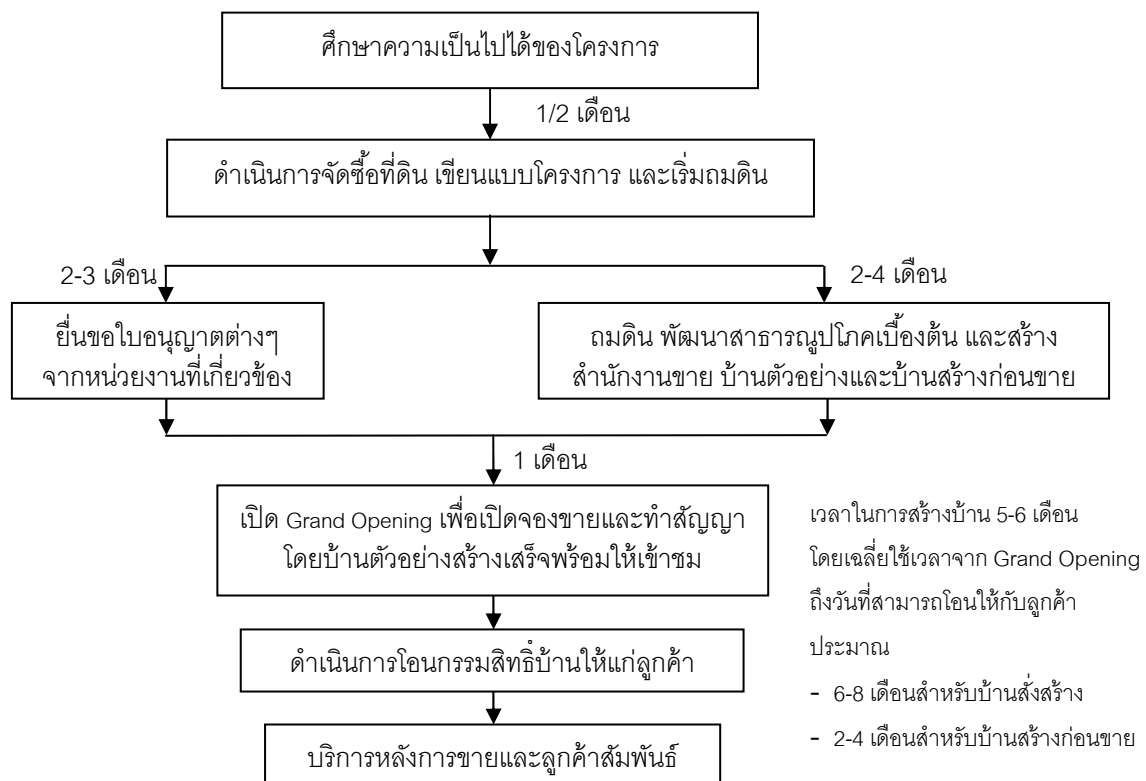 ศึกษาความเป็นไปได้ของโครงการ
1/2 เดือน
ดำเนินการจัดซื้อที่ดิน เขียนแบบโครงการ และเริ่มถมดิน
2-3 เดือน
2-4 เดือน
ยื่นขอใบอนุญาตต่างๆ
จากหน่วยงานที่เกี่ยวข้อง
ถมดิน พัฒนาสาธารณูปโภคเบื้องต้น และสร้าง
สำนักงานขาย บ้านตัวอย่างและบ้านสร้างก่อนขาย
1 เดือน
เปิด Grand Opening เพื่อเปิดจองขายและทำสัญญา
โดยบ้านตัวอย่างสร้างเสร็จพร้อมให้เข้าชม
ดำเนินการโอนกรรมสิทธิ์บ้านให้แก่ลูกค้า
บริการหลังการขายและลูกค้าสัมพันธ์
เวลาในการสร้างบ้าน 5-6 เดือน
โดยเฉลี่ยใช้เวลาจาก Grand Opening
ถึงวันที่สามารถโอนให้กับลูกค้า
ประมาณ
- 6-8 เดือนสำหรับบ้านสั่งสร้าง
- 2-4 เดือนสำหรับบ้านสร้างก่อนขาย